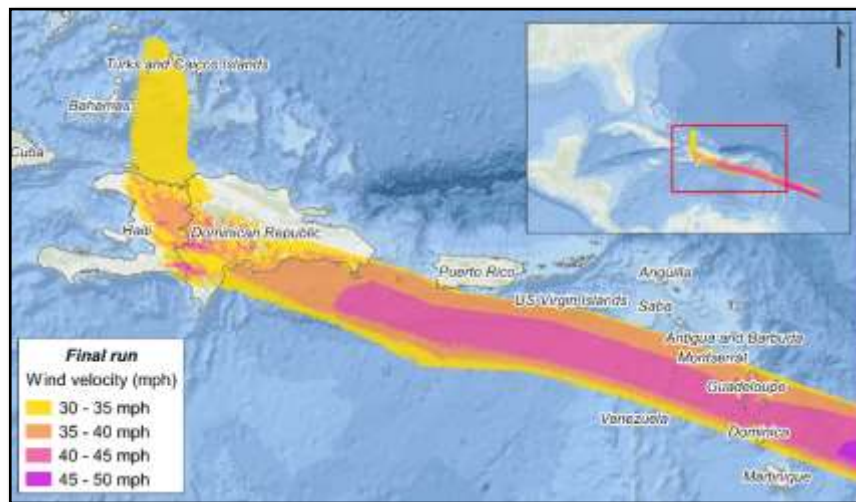 Turks and Caicos Islands
Bahamas
Cuba
Haiti
Dominican Republic
Puerto Rico
Anguilla
US Virgin Islands
Saba
Antigua and Barbuda
Montserrat
Guadeloupe
Venezuela
Dominica
Martinique
Final run
Wind velocity (mph)
30 - 35 mph
35 - 40 mph
40 - 45 mph
45 - 50 mph